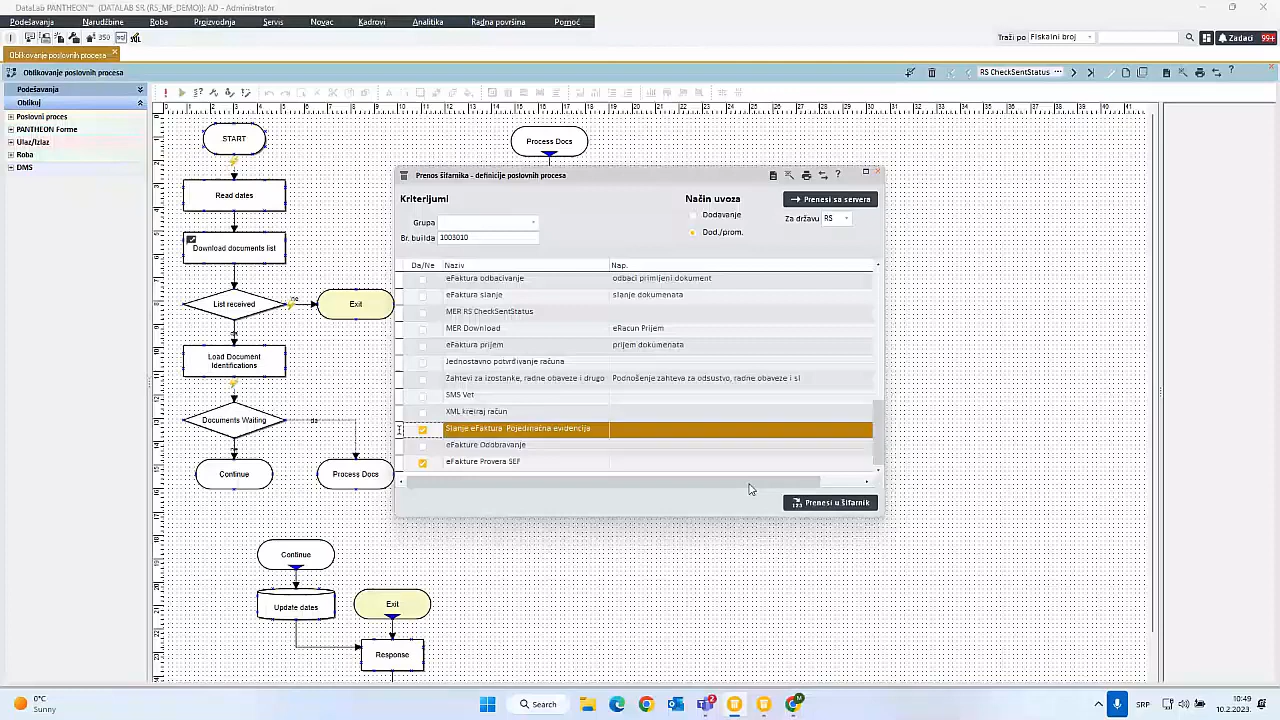 DataLab PANTHEON™ (DATALAB SR (RS_MF_DEMO)): AD - Administrator
Podešavanja Narudžbine Roba Proizvodnja Servis Novac Kadrovi Analitika Radna površina Pomoć
350
Traži po Fiskalni broj Zadaci 99+
Oblikovanje poslovnih procesa
Oblikovanje poslovnih procesa
RS CheckSentStatus
Podešavanja
Oblikuj
Poslovni proces
PANTHEON Forme
Ulaz/Izlaz
Roba
DMS
START
Process Docs
Read dates
Download documents list
List received
ne
Exit
Load Document Identifications
Documents Waiting
da
Continue
Process Docs
Continue
Update dates
Exit
Response
Prenos šifarnika - definicije poslovnih procesa
Kriterijumi
Način uvoza
Prenesi sa servera
Grupa
Dodavanje
Za državu RS
Br. builda 1003010
Dod./prom.
Da/Ne Naziv Nap.
eFaktura odbacivanje odbaci primljeni dokument
eFaktura slanje slanje dokumenata
MER RS CheckSentStatus
MER Download eRacun Prijem
eFaktura prijem prijem dokumenata
Jednostavno potvrđivanje računa
Zahtevi za izostanke, radne obaveze i drugo Podnošenje zahteva za odsustvo, radne obaveze i sl
SMS Vet
XML kreiraj račun
Slanje eFaktura Pojedinačna evidencija
eFakture Odobravanje
eFakture Provera SEF
Prenesi u šifarnik
0°C
Sunny
Search
SRP
10:49
10.2.2023.